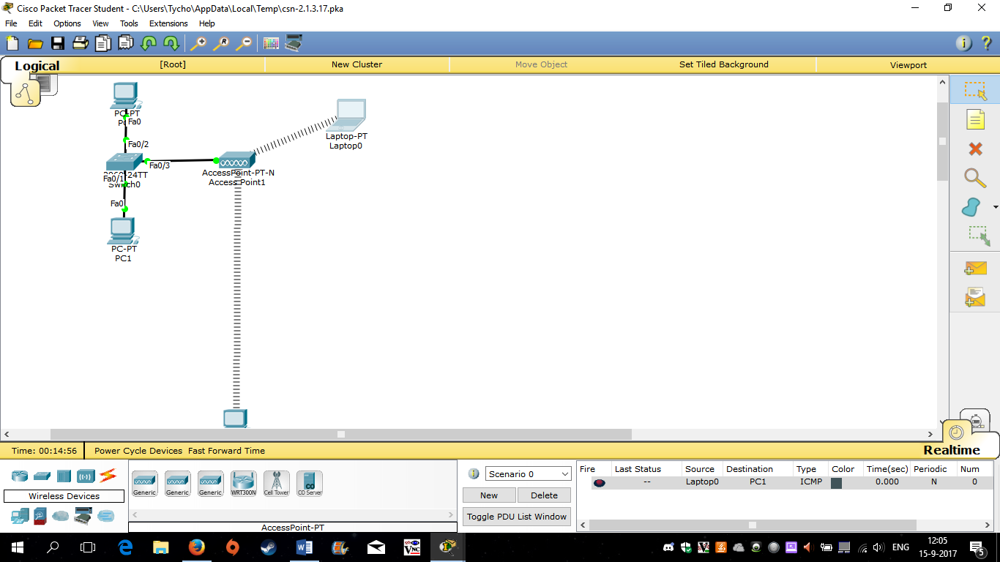 Cisco Packet Tracer Student - C:\Users\Tycho\AppData\Local\Temp\csn-2.1.3.17.pka
File Edit Options View Tools Extensions Help
Logical [Root] New Cluster Move Object Set Tiled Background Viewport
PC-PT
Fa0
Fa0/2
Laptop-PT
Laptop0
Fa0/3
24TT
Fa0/1
Switch0
AccessPoint-PT-N
Access Point1
Fa0
PC-PT
PC1
Time: 00:14:56 Power Cycle Devices Fast Forward Time
Realtime
Wireless Devices
Generic Generic Generic WRT300N Cell Tower CO Server
AccessPoint-PT
Scenario 0
New Delete
Toggle PDU List Window
Fire Last Status Source Destination Type Color Time(sec) Periodic Num
-- Laptop0 PC1 ICMP 0.000 N 0
ENG
12:05
15-9-2017
5